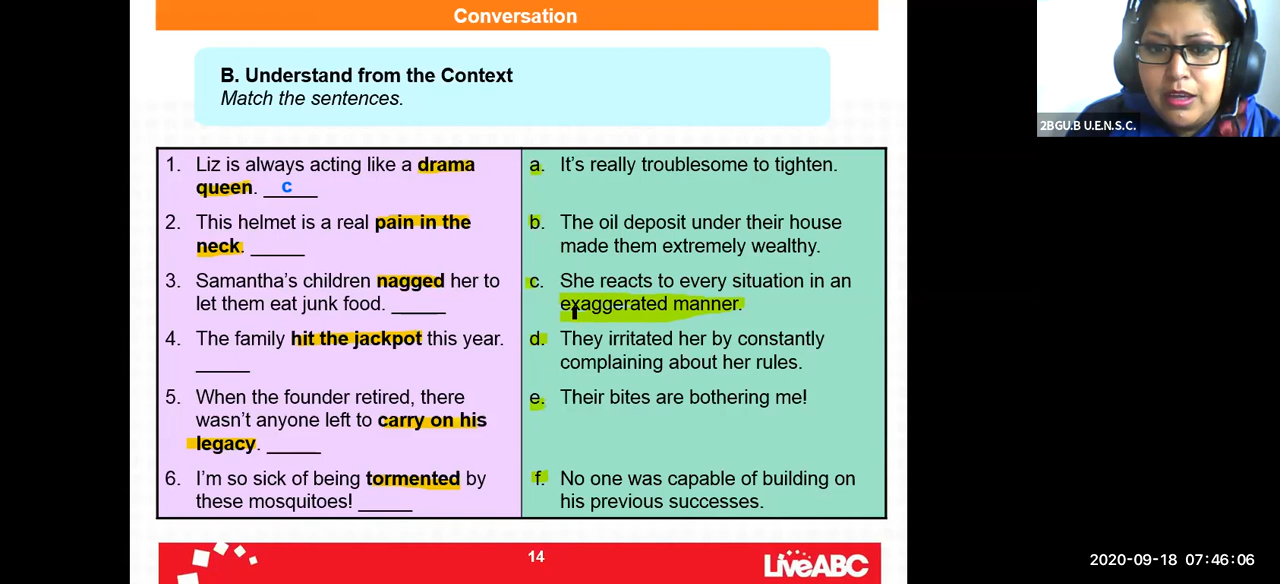 Conversation
B. Understand from the Context
Match the sentences.
1. Liz is always acting like a drama
queen. c
2. This helmet is a real pain in the
neck. ____
3. Samantha's children nagged her to
let them eat junk food. ____
4. The family hit the jackpot this year.
____
5. When the founder retired, there
wasn't anyone left to carry on his
legacy. ____
6. I'm so sick of being tormented by
these mosquitoes! ____
a. It's really troublesome to tighten.
b. The oil deposit under their house
made them extremely wealthy.
c. She reacts to every situation in an
exaggerated manner.
d. They irritated her by constantly
complaining about her rules.
e. Their bites are bothering me!
f. No one was capable of building on
his previous successes.
14
LiveABC
2BGU.B U.E.N.S.C.
2020-09-18 07:46:06